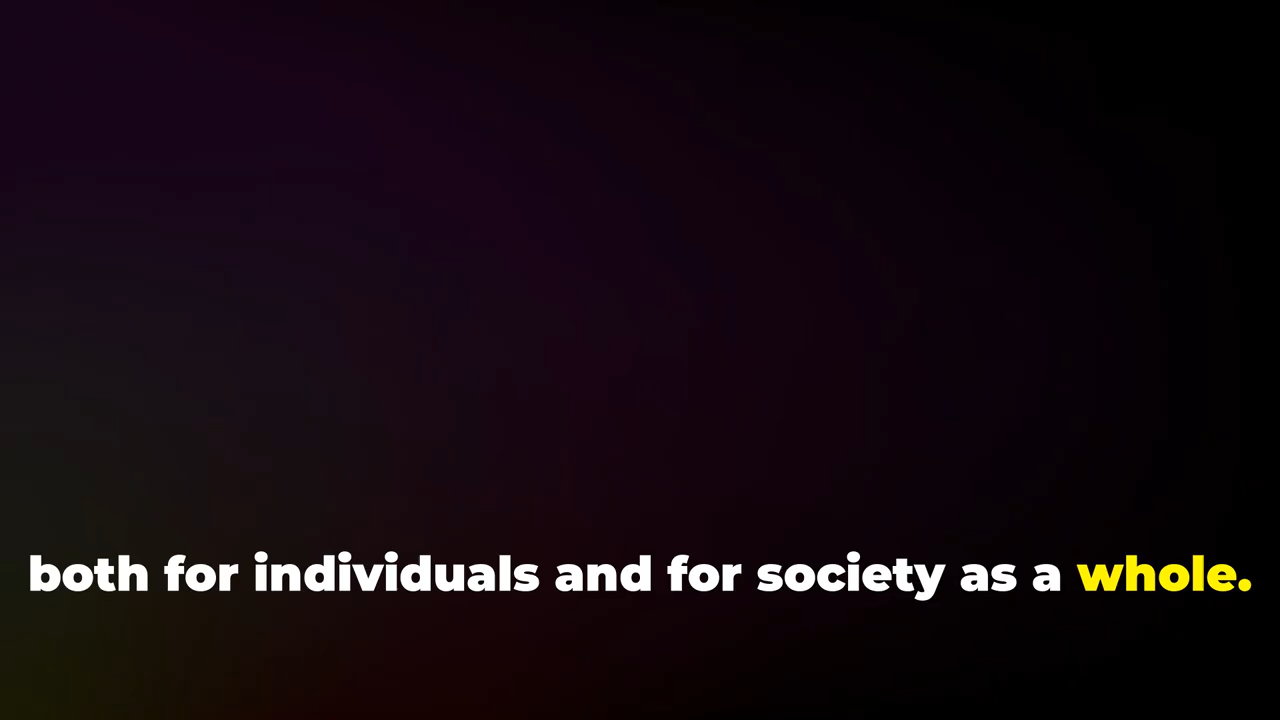 both for individuals and for society as a whole.